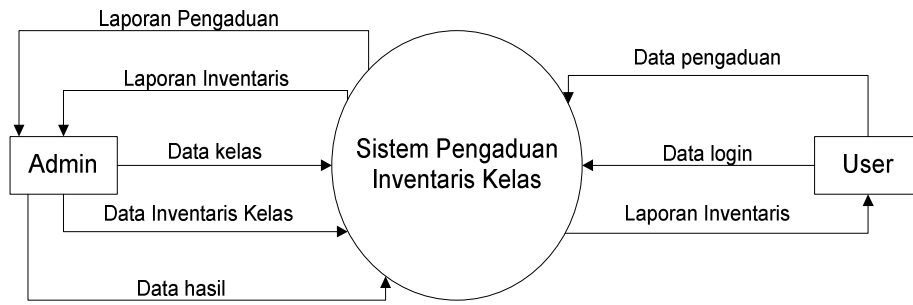 Laporan Pengaduan
Laporan Inventaris
Data pengaduan
Admin
Data kelas
Sistem Pengaduan
Inventaris Kelas
Data login
User
Data Inventaris Kelas
Laporan Inventaris
Data hasil